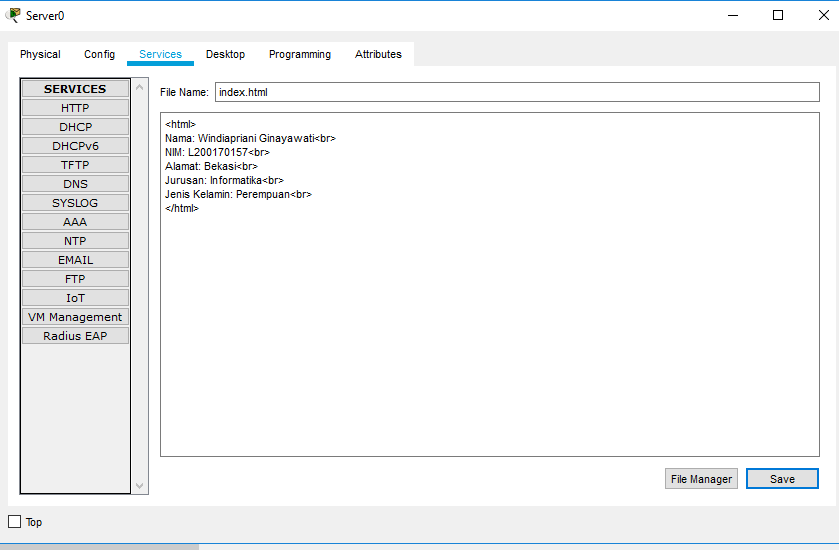 Server0
Physical Config Services Desktop Programming Attributes
SERVICES
HTTP
DHCP
DHCPv6
TFTP
DNS
SYSLOG
AAA
NTP
EMAIL
FTP
IoT
VM Management
Radius EAP
File Name: index.html
<html>
Nama: Windiapriani Ginayawati<br>
NIM: L200170157<br>
Alamat: Bekasi<br>
Jurusan: Informatika<br>
Jenis Kelamin: Perempuan<br>
</html>
File Manager Save
Top